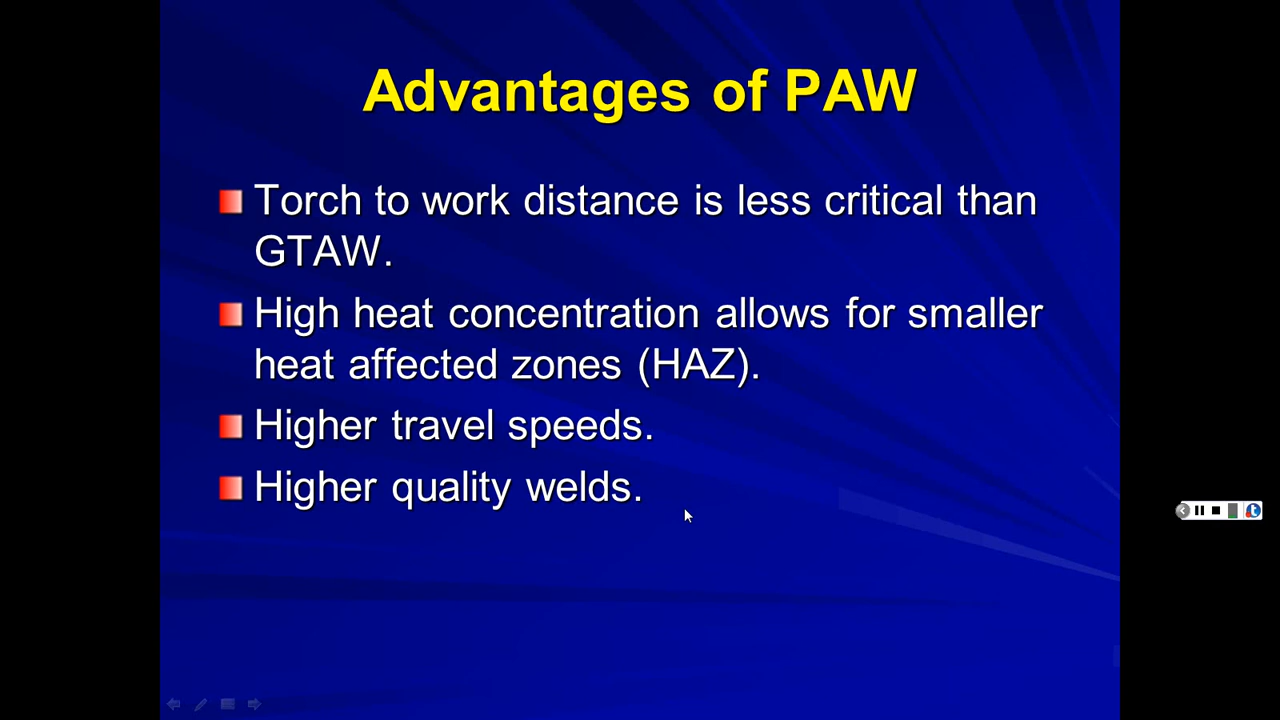 Advantages of PAW
Torch to work distance is less critical than
GTAW.
High heat concentration allows for smaller
heat affected zones (HAZ).
Higher travel speeds.
Higher quality welds.
t